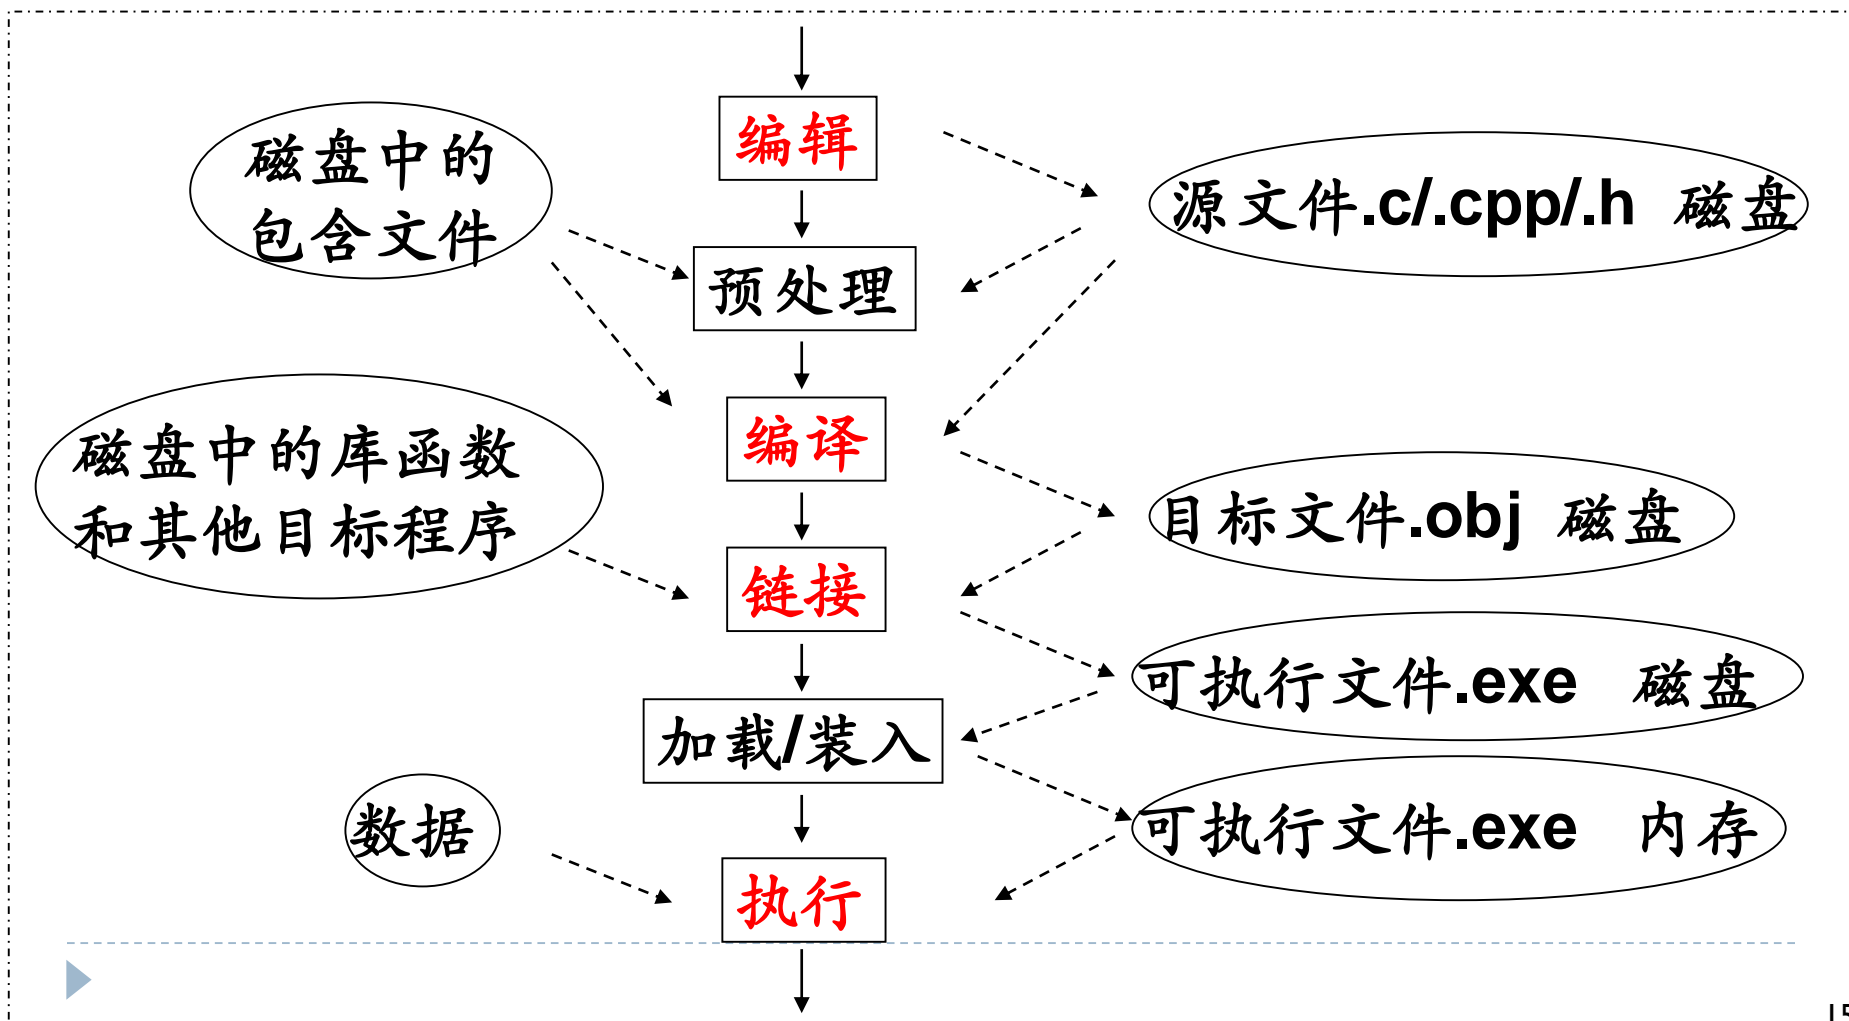 编辑
磁盘中的
包含文件
源文件.c/.cpp/.h 磁盘
预处理
编译
磁盘中的库函数
和其他目标程序
目标文件.obj 磁盘
链接
可执行文件.exe 磁盘
加载/装入
数据
可执行文件.exe 内存
执行